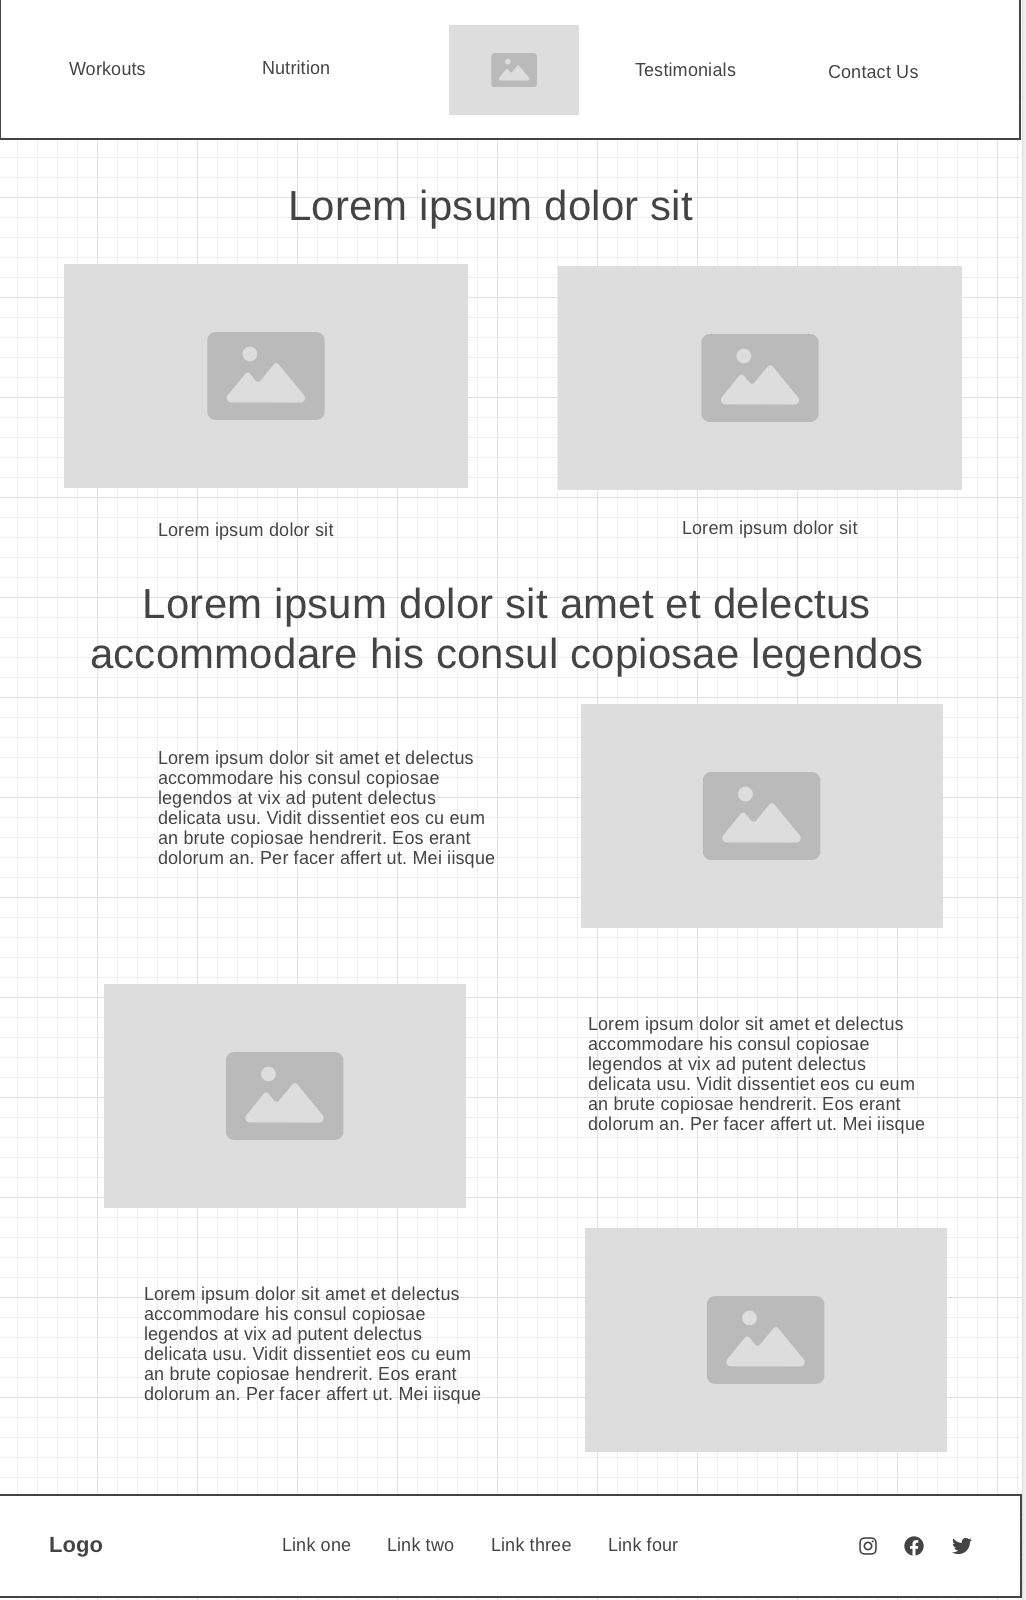 Workouts
Nutrition
Testimonials
Contact Us
Lorem ipsum dolor sit
Lorem ipsum dolor sit
Lorem ipsum dolor sit
Lorem ipsum dolor sit amet et delectus
accommodare his consul copiosae legendos
Lorem ipsum dolor sit amet et delectus
accommodare his consul copiosae
legendos at vix ad putent delectus
delicata usu. Vidit dissentiet eos cu eum
an brute copiosae hendrerit. Eos erant
dolorum an. Per facer affert ut. Mei iisque
Lorem ipsum dolor sit amet et delectus
accommodare his consul copiosae
legendos at vix ad putent delectus
delicata usu. Vidit dissentiet eos cu eum
an brute copiosae hendrerit. Eos erant
dolorum an. Per facer affert ut. Mei iisque
Lorem ipsum dolor sit amet et delectus
accommodare his consul copiosae
legendos at vix ad putent delectus
delicata usu. Vidit dissentiet eos cu eum
an brute copiosae hendrerit. Eos erant
dolorum an. Per facer affert ut. Mei iisque
Logo
Link one
Link two
Link three
Link four